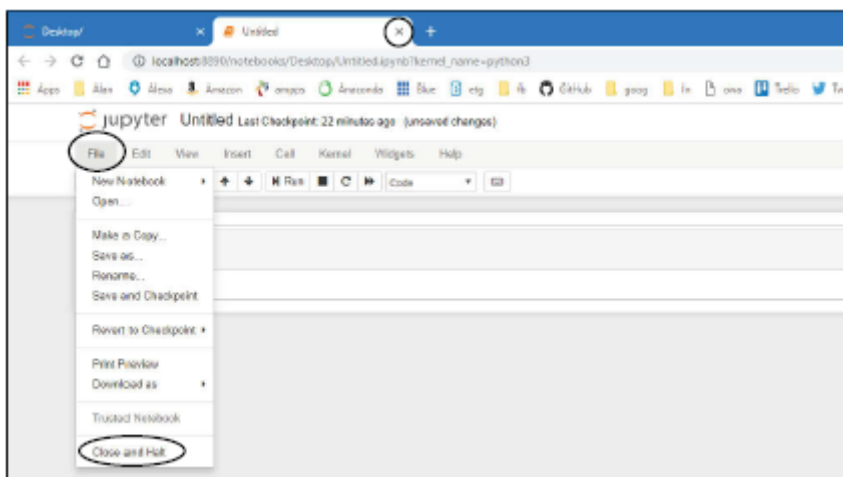 Desktop/ × Untitled × +
localhost:8890/notebooks/Desktop/Untitled.ipynb?kernel_name=python3
Apps Alan Alexa Amazon Anaconda Blue GitHub goog Trello
jupyter Untitled Last Checkpoint: 22 minutes ago (unsaved changes)
File Edit View Insert Cell Kernel Widgets Help
New Notebook Run Code
Open...
Make a Copy...
Save as...
Rename...
Save and Checkpoint
Revert to Checkpoint
Print Preview
Download as
Trusted Notebook
Close and Halt